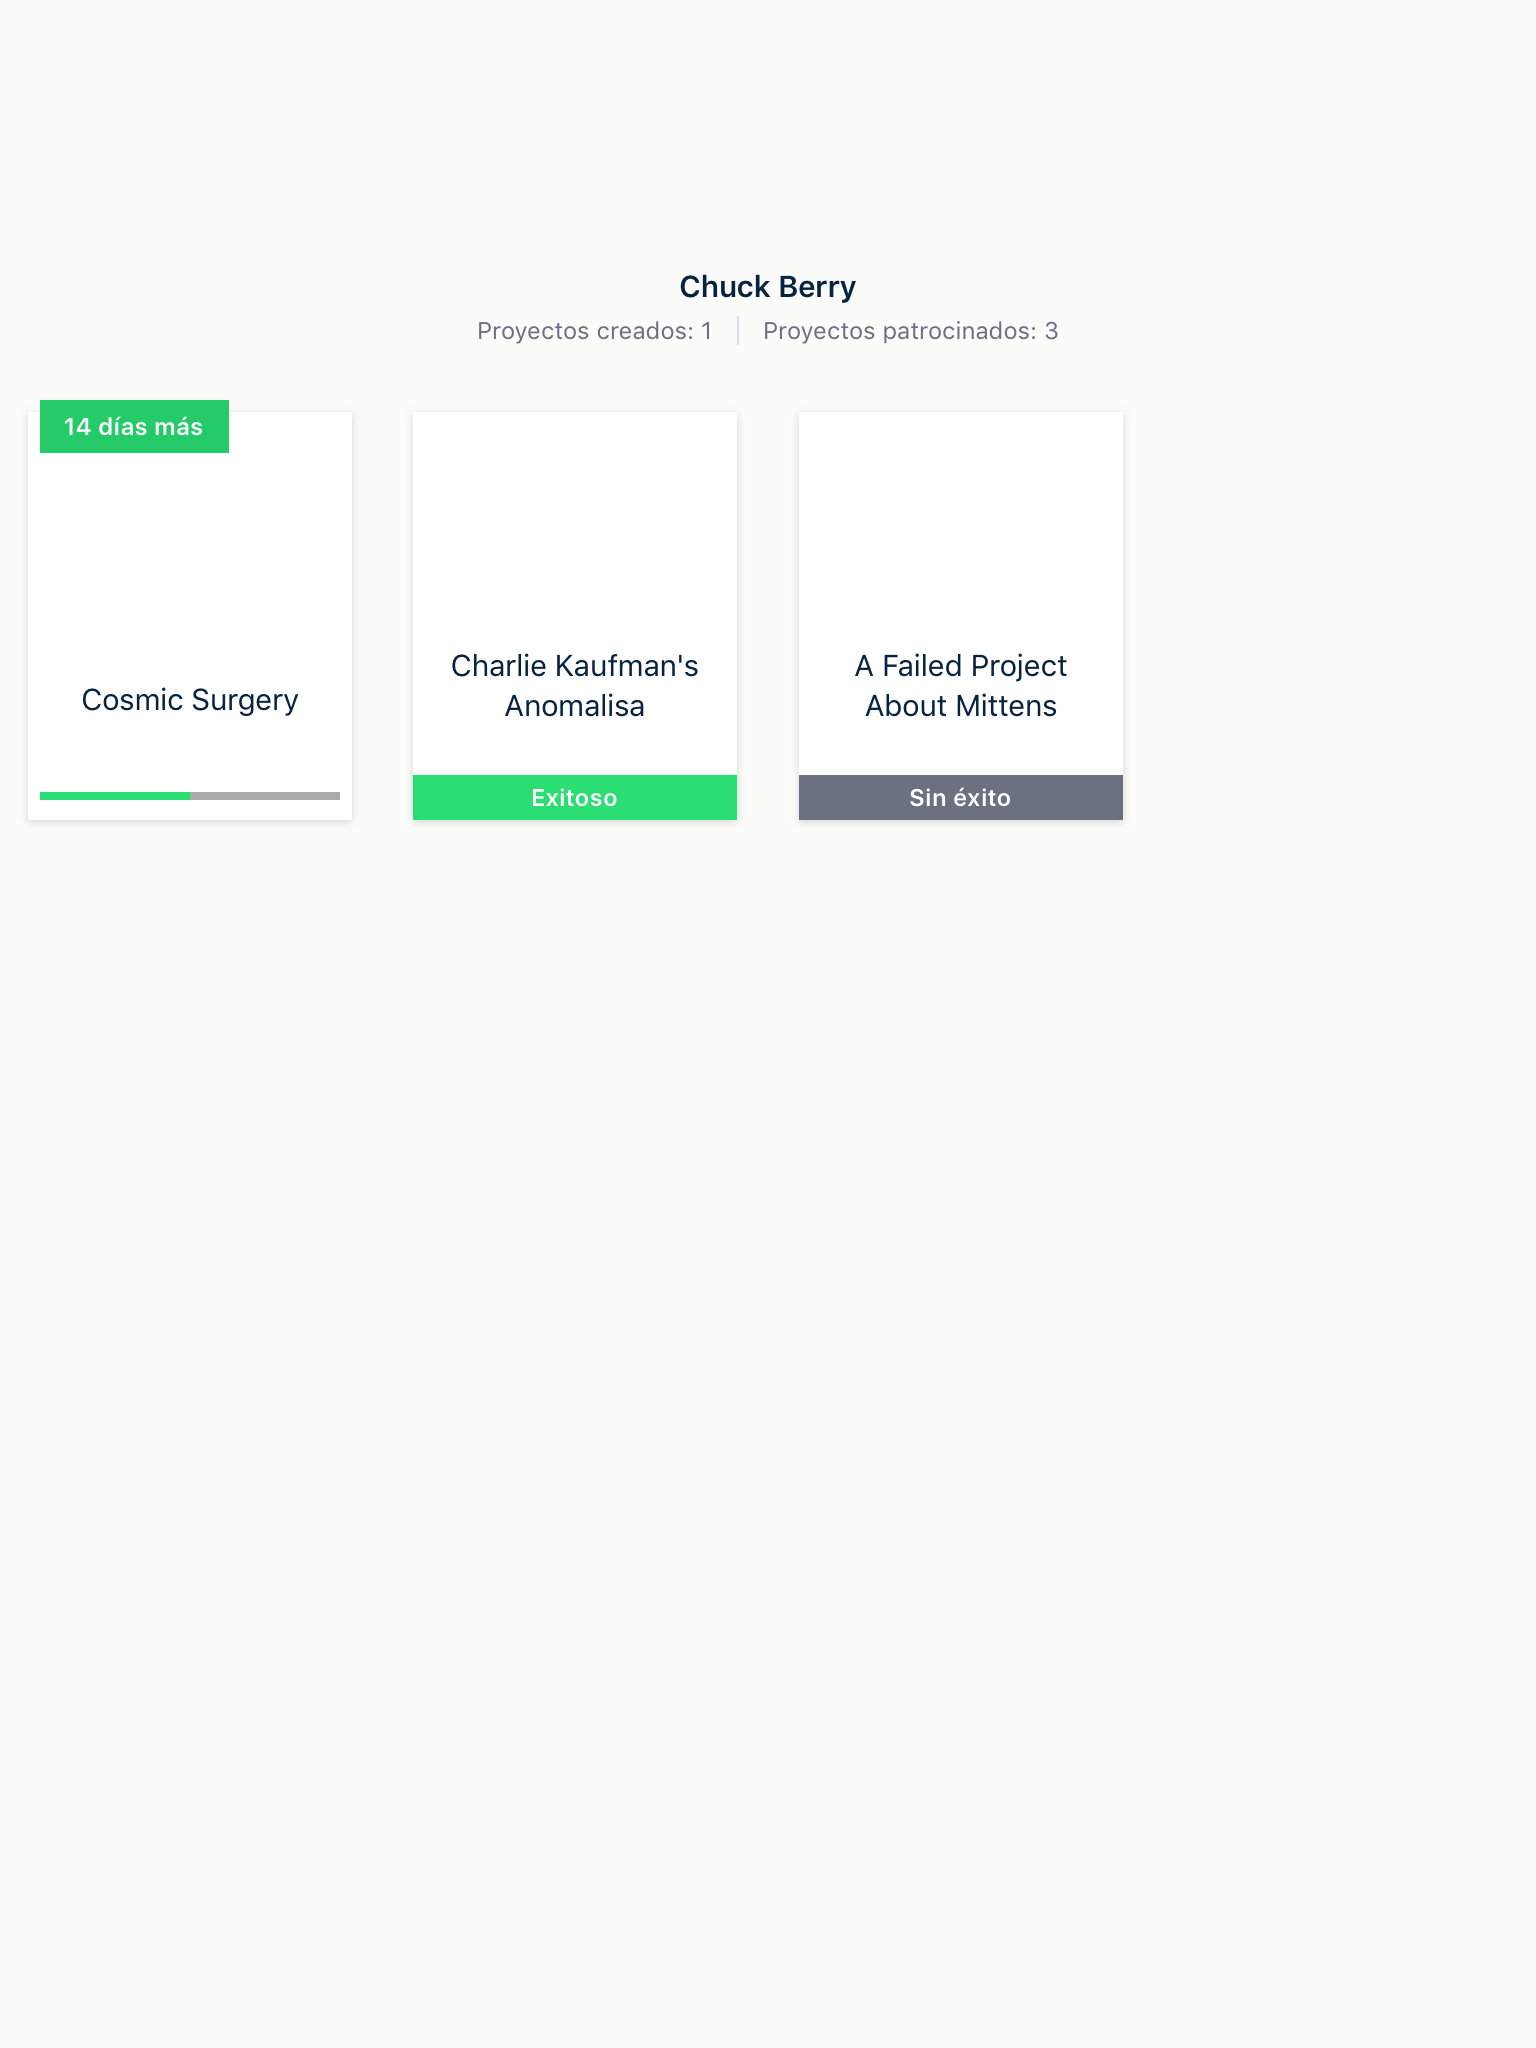 Chuck Berry
Proyectos creados: 1
Proyectos patrocinados: 3
14 días más
Cosmic Surgery
Charlie Kaufman's
Anomalisa
Exitoso
A Failed Project
About Mittens
Sin éxito